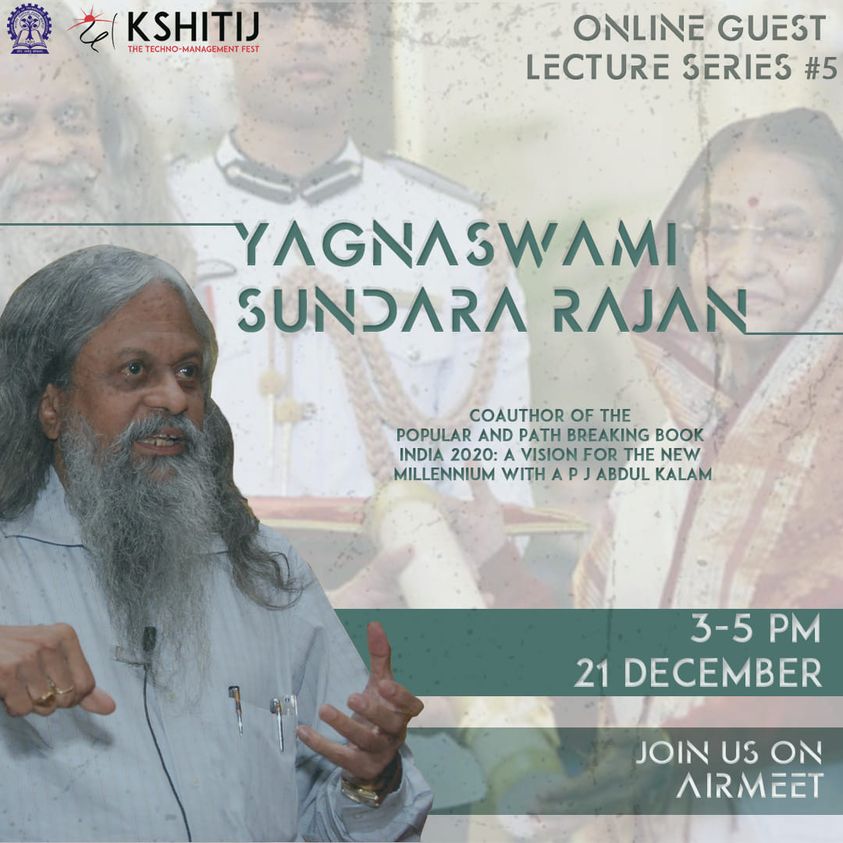 KSHITIJ
THE TECHNO-MANAGEMENT FEST
ONLINE GUEST
LECTURE SERIES #5
YAGNASWAMI
SUNDARA RAJAN
COAUTHOR OF THE
POPULAR AND PATH BREAKING BOOK
INDIA 2020: A VISION FOR THE NEW
MILLENNIUM WITH A P J ABDUL KALAM
3-5 PM
21 DECEMBER
JOIN US ON
AIRMEET